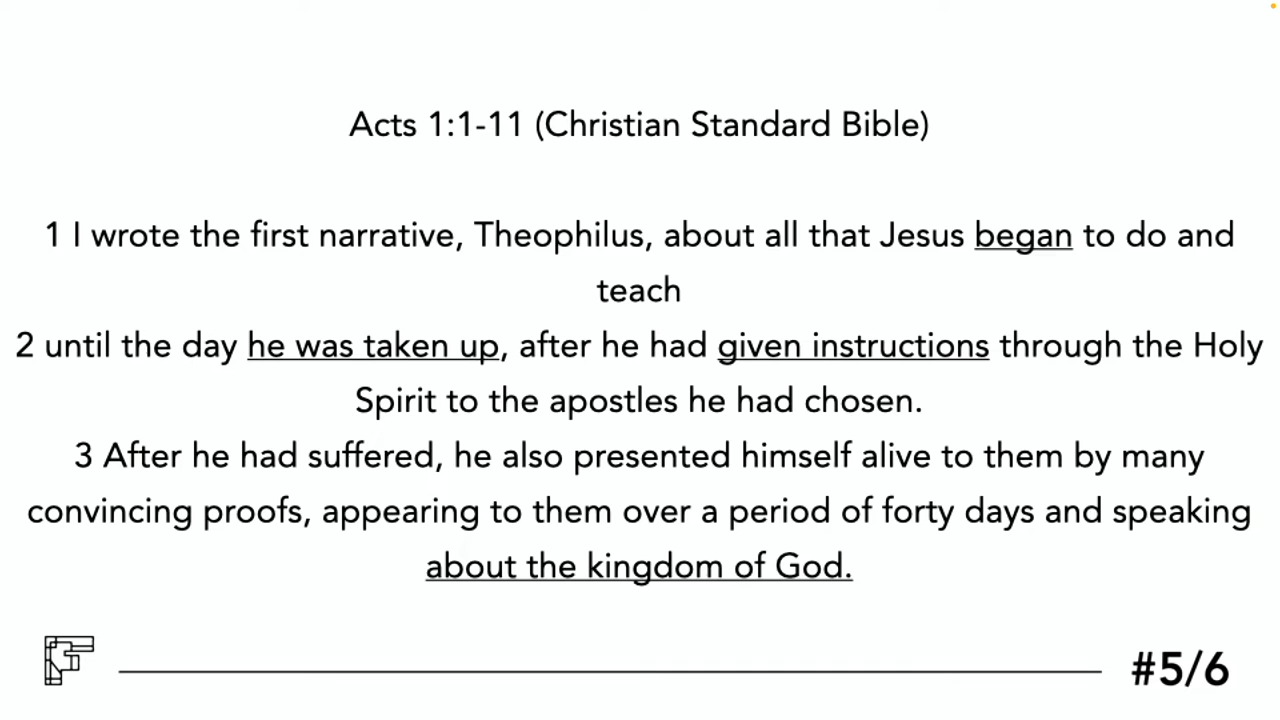 Acts 1:1-11 (Christian Standard Bible)
1 I wrote the first narrative, Theophilus, about all that Jesus began to do and
teach
2 until the day he was taken up, after he had given instructions through the Holy
Spirit to the apostles he had chosen.
3 After he had suffered, he also presented himself alive to them by many
convincing proofs, appearing to them over a period of forty days and speaking
about the kingdom of God.
#5/6